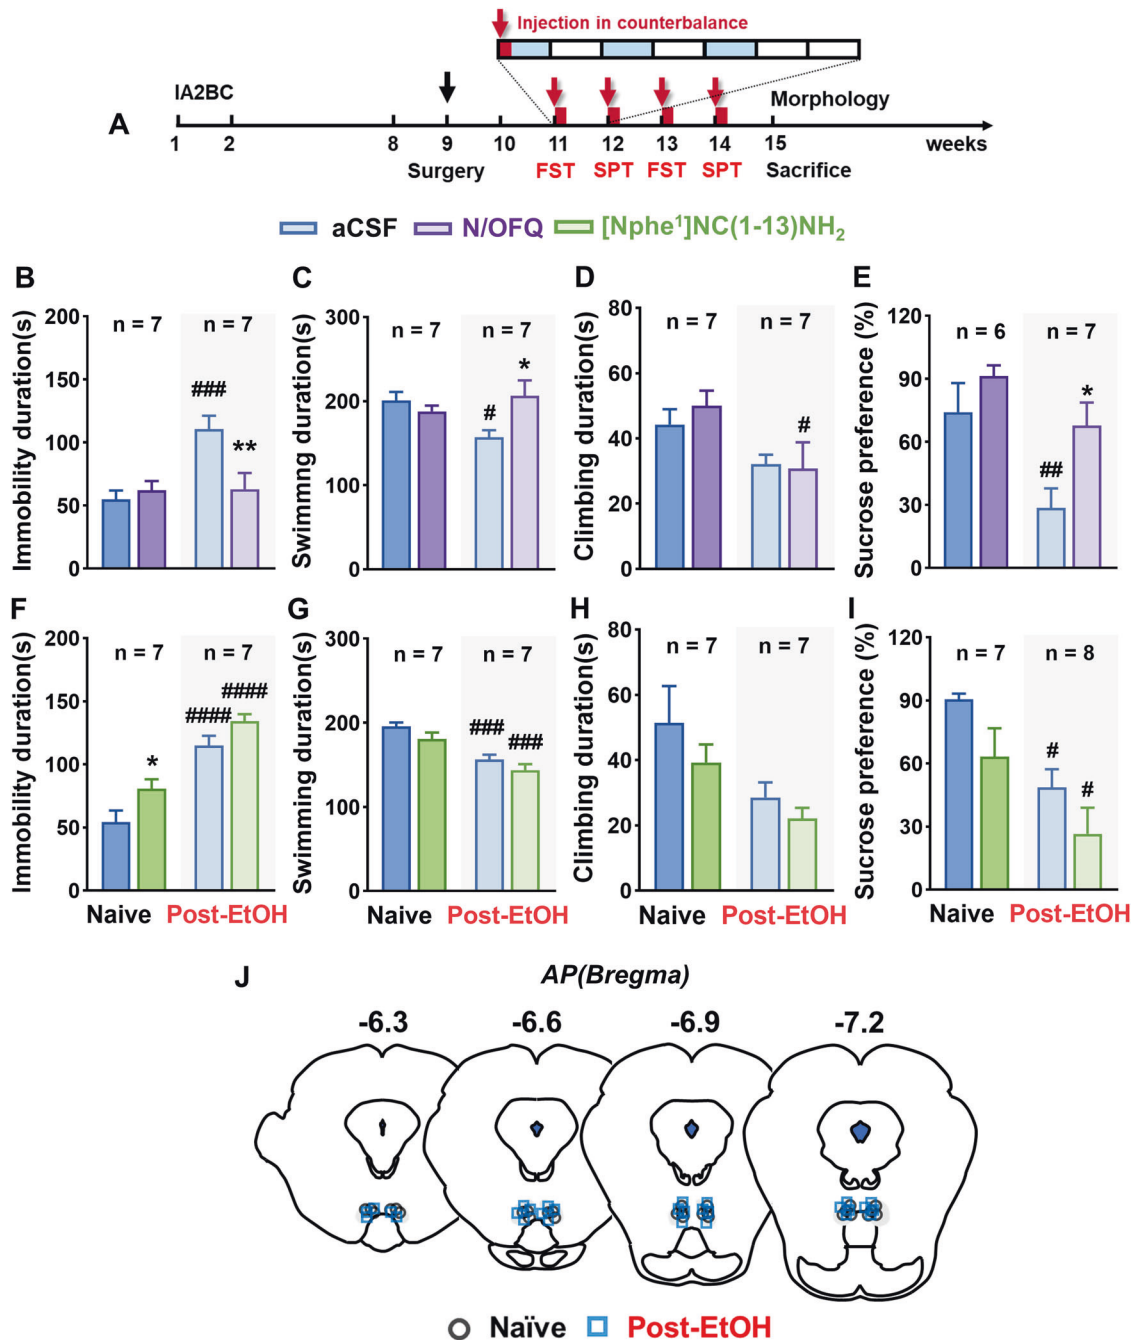 Injection in counterbalance
IA2BC
Morphology
A
1 2 8 9 10 11 12 13 14 15 weeks
Surgery FST SPT FST SPT Sacrifice
aCSF N/OFQ [Nphe¹]NC(1-13)NH₂
B
Immobility duration(s)
200
150
100
50
0
n = 7 n = 7
###
**
C
Swimmng duration(s)
300
200
100
0
n = 7 n = 7
#
*
D
Climbing duration(s)
80
60
40
20
0
n = 7 n = 7
#
E
Sucrose preference (%)
120
90
60
30
0
n = 6 n = 7
##
*
F
Immobility duration(s)
200
150
100
50
0
n = 7 n = 7
*
####
####
Naive Post-EtOH
G
Swimming duration(s)
300
200
100
0
n = 7 n = 7
###
###
H
Climbing duration(s)
80
60
40
20
0
n = 7 n = 7
Naive Post-EtOH
I
Sucrose preference (%)
120
90
60
30
0
n = 7 n = 8
#
#
Naive Post-EtOH
Naive Post-EtOH
J
AP(Bregma)
-6.3 -6.6 -6.9 -7.2
Naïve Post-EtOH